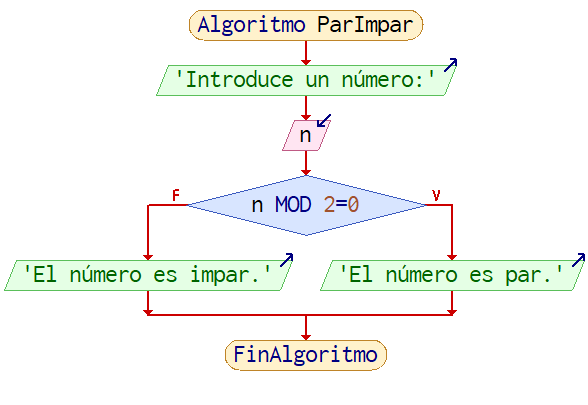 Algoritmo ParImpar
'Introduce un número:'
n
n MOD 2=0
F
V
'El número es impar.'
'El número es par.'
FinAlgoritmo